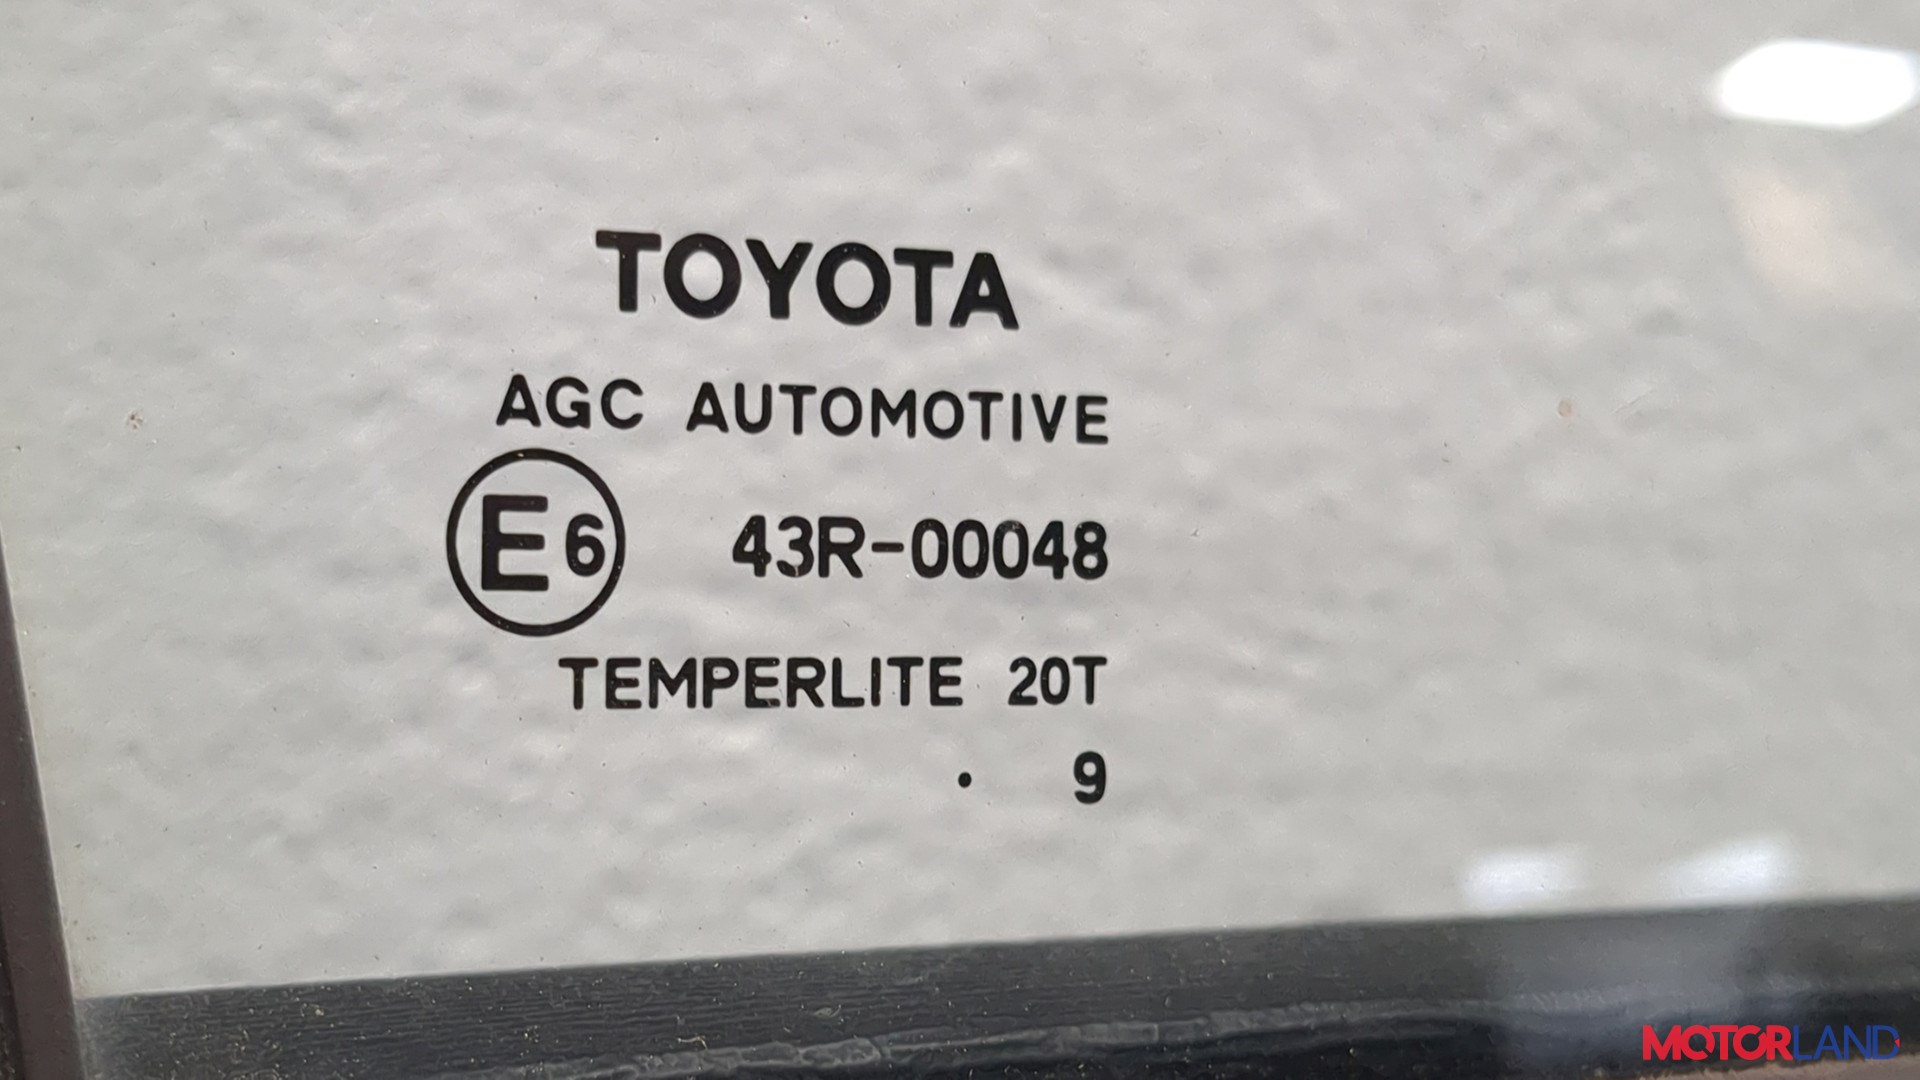 TOYOTA
AGC AUTOMOTIVE
E6 43R-00048
TEMPERLITE 20T
. 9
MOTORLAND